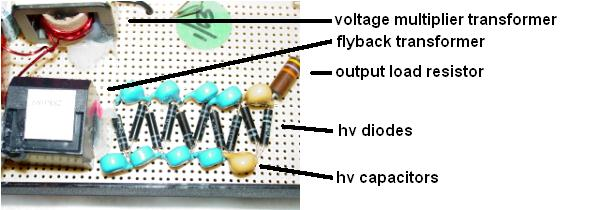 voltage multiplier transformer
flyback transformer
output load resistor
hv diodes
hv capacitors